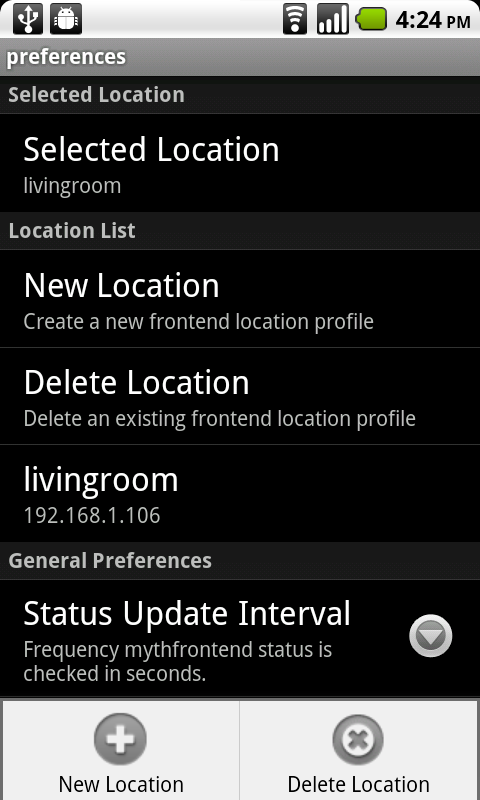 4:24 PM
preferences
Selected Location
Selected Location
livingroom
Location List
New Location
Create a new frontend location profile
Delete Location
Delete an existing frontend location profile
livingroom
192.168.1.106
General Preferences
Status Update Interval
Frequency mythfrontend status is
checked in seconds.
New Location
Delete Location